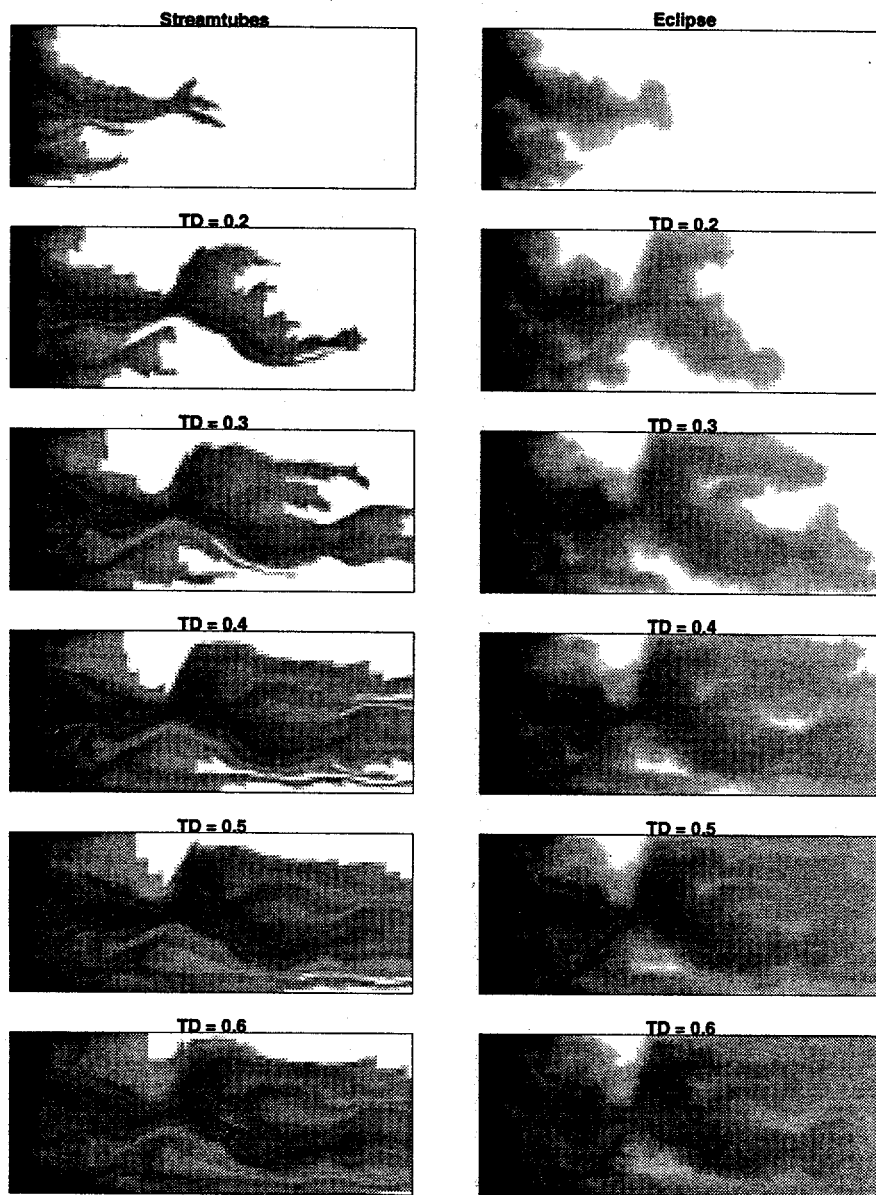 Streamtubes Eclipse
TD = 0.2 TD = 0.2
TD = 0.3 TD = 0.3
TD = 0.4 TD = 0.4
TD = 0.5 TD = 0.5
TD = 0.6 TD = 0.6